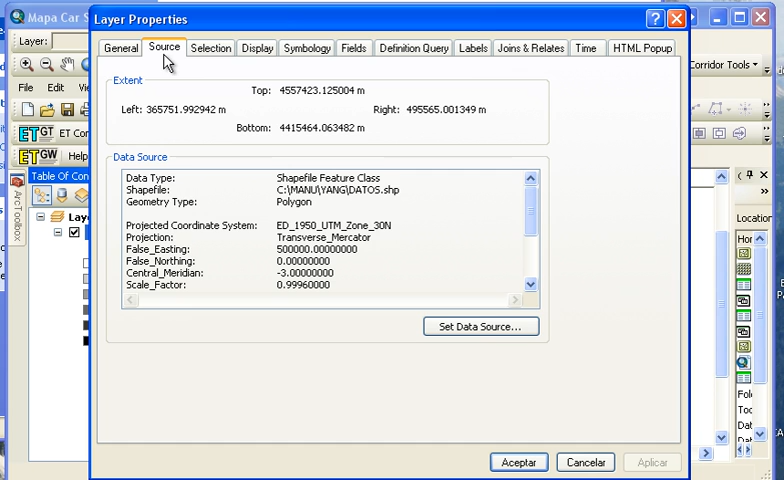 Mapa Car S
Layer Properties
Layer:
General Source Selection Display Symbology Fields Definition Query Labels Joins & Relates Time HTML Popup
Corridor Tools
File Edit
ET GT ET Con
ET GW Help
Table Of Con
ArcToolbox
Laye
Extent
Top: 4557423.125004 m
Left: 365751.992942 m Right: 495565.001349 m
Bottom: 4415464.063482 m
Data Source
Data Type: Shapefile Feature Class
Shapefile: C:\MANU\YANG\DATOS.shp
Geometry Type: Polygon
Projected Coordinate System: ED_1950_UTM_Zone_30N
Projection: Transverse_Mercator
False_Easting: 500000.00000000
False_Northing: 0.00000000
Central_Meridian: -3.00000000
Scale_Factor: 0.99960000
Set Data Source...
Aceptar Cancelar Aplicar
Locatio
Hor
Fol
Too
Dat
Dat